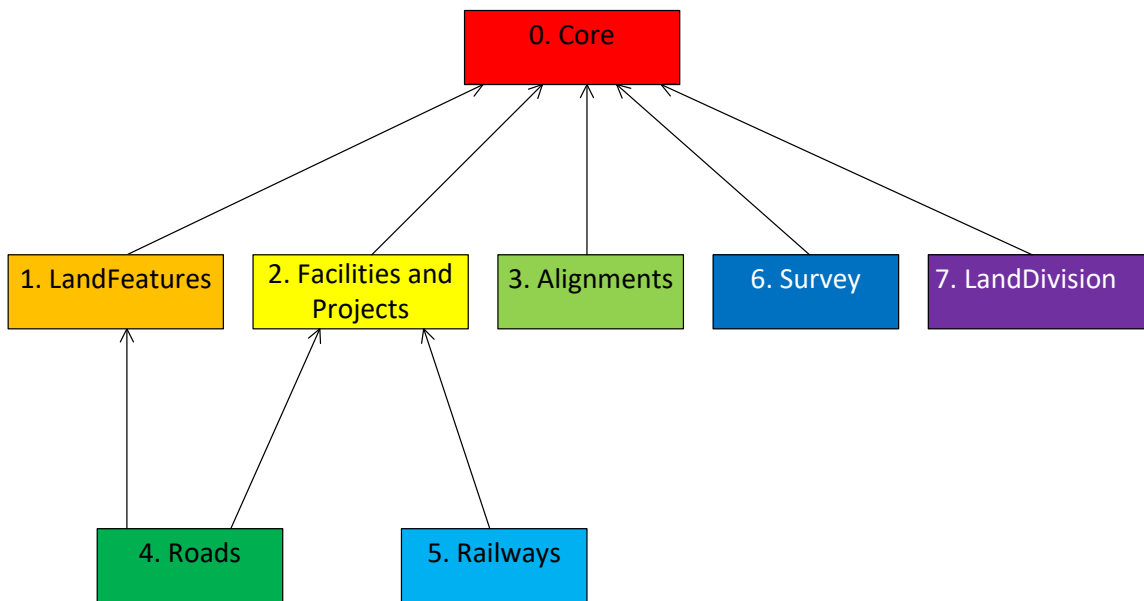 0. Core
1. LandFeatures
2. Facilities and
Projects
3. Alignments
6. Survey
7. LandDivision
4. Roads
5. Railways